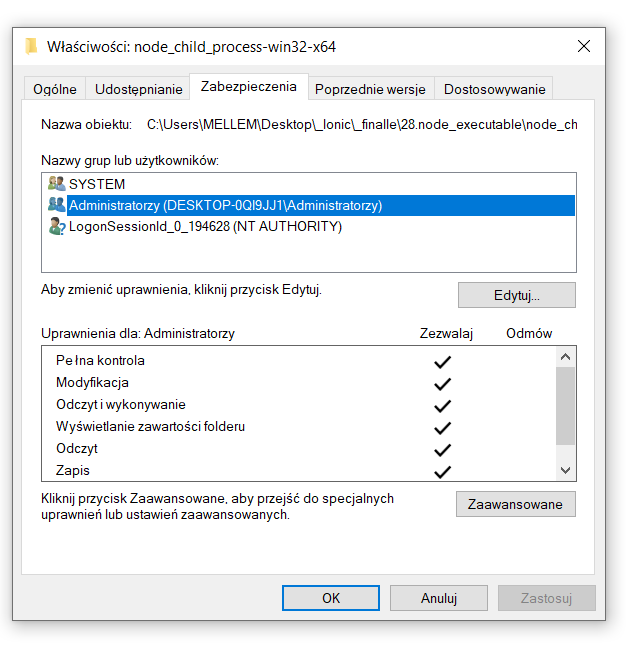 Właściwości: node_child_process-win32-x64
Ogólne Udostępnianie Zabezpieczenia Poprzednie wersje Dostosowywanie
Nazwa obiektu: C:\Users\MELLEM\Desktop\_Ionic\_finalle\28.node_executable\node_ch
Nazwy grup lub użytkowników:
SYSTEM
Administratorzy (DESKTOP-0QI9JJ1\Administratorzy)
LogonSessionId_0_194628 (NT AUTHORITY)
Aby zmienić uprawnienia, kliknij przycisk Edytuj.
Edytuj...
Uprawnienia dla: Administratorzy Zezwalaj Odmów
Pełna kontrola
Modyfikacja
Odczyt i wykonywanie
Wyświetlanie zawartości folderu
Odczyt
Zapis
Kliknij przycisk Zaawansowane, aby przejść do specjalnych
uprawnień lub ustawień zaawansowanych.
Zaawansowane
OK Anuluj Zastosuj